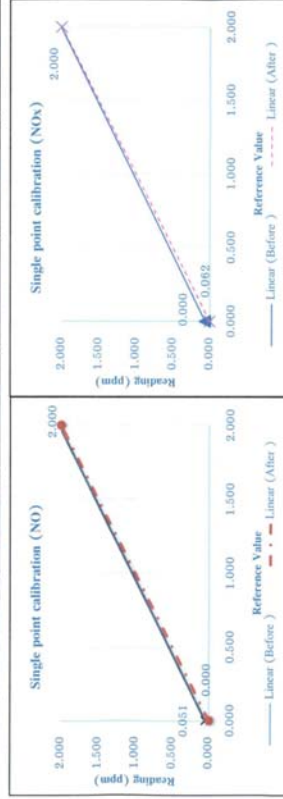 Single point calibration (NO)
Reading (ppm)
2.000
1.500
1.000
0.500
0.000
2.000
0.051
0.000
0.000
0.500
1.000
1.500
2.000
Reference Value
Linear (Before )
Linear (After )
Single point calibration (NOx)
Reading (ppm)
2.000
1.500
1.000
0.500
0.000
2.000
0.000
0.062
0.000
0.500
1.000
1.500
2.000
Reference Value
Linear (Before )
Linear (After )